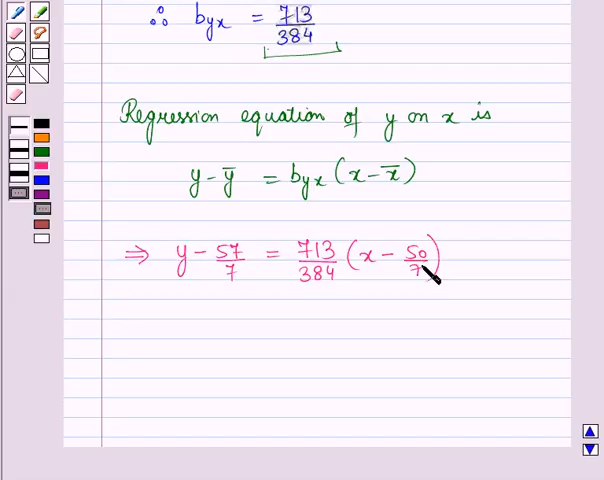 ∴ byx = 713/384
Regression equation of y on x is
y - ȳ = byx (x - x̄)
⇒ y - 57/7 = 713/384 (x - 50/7)